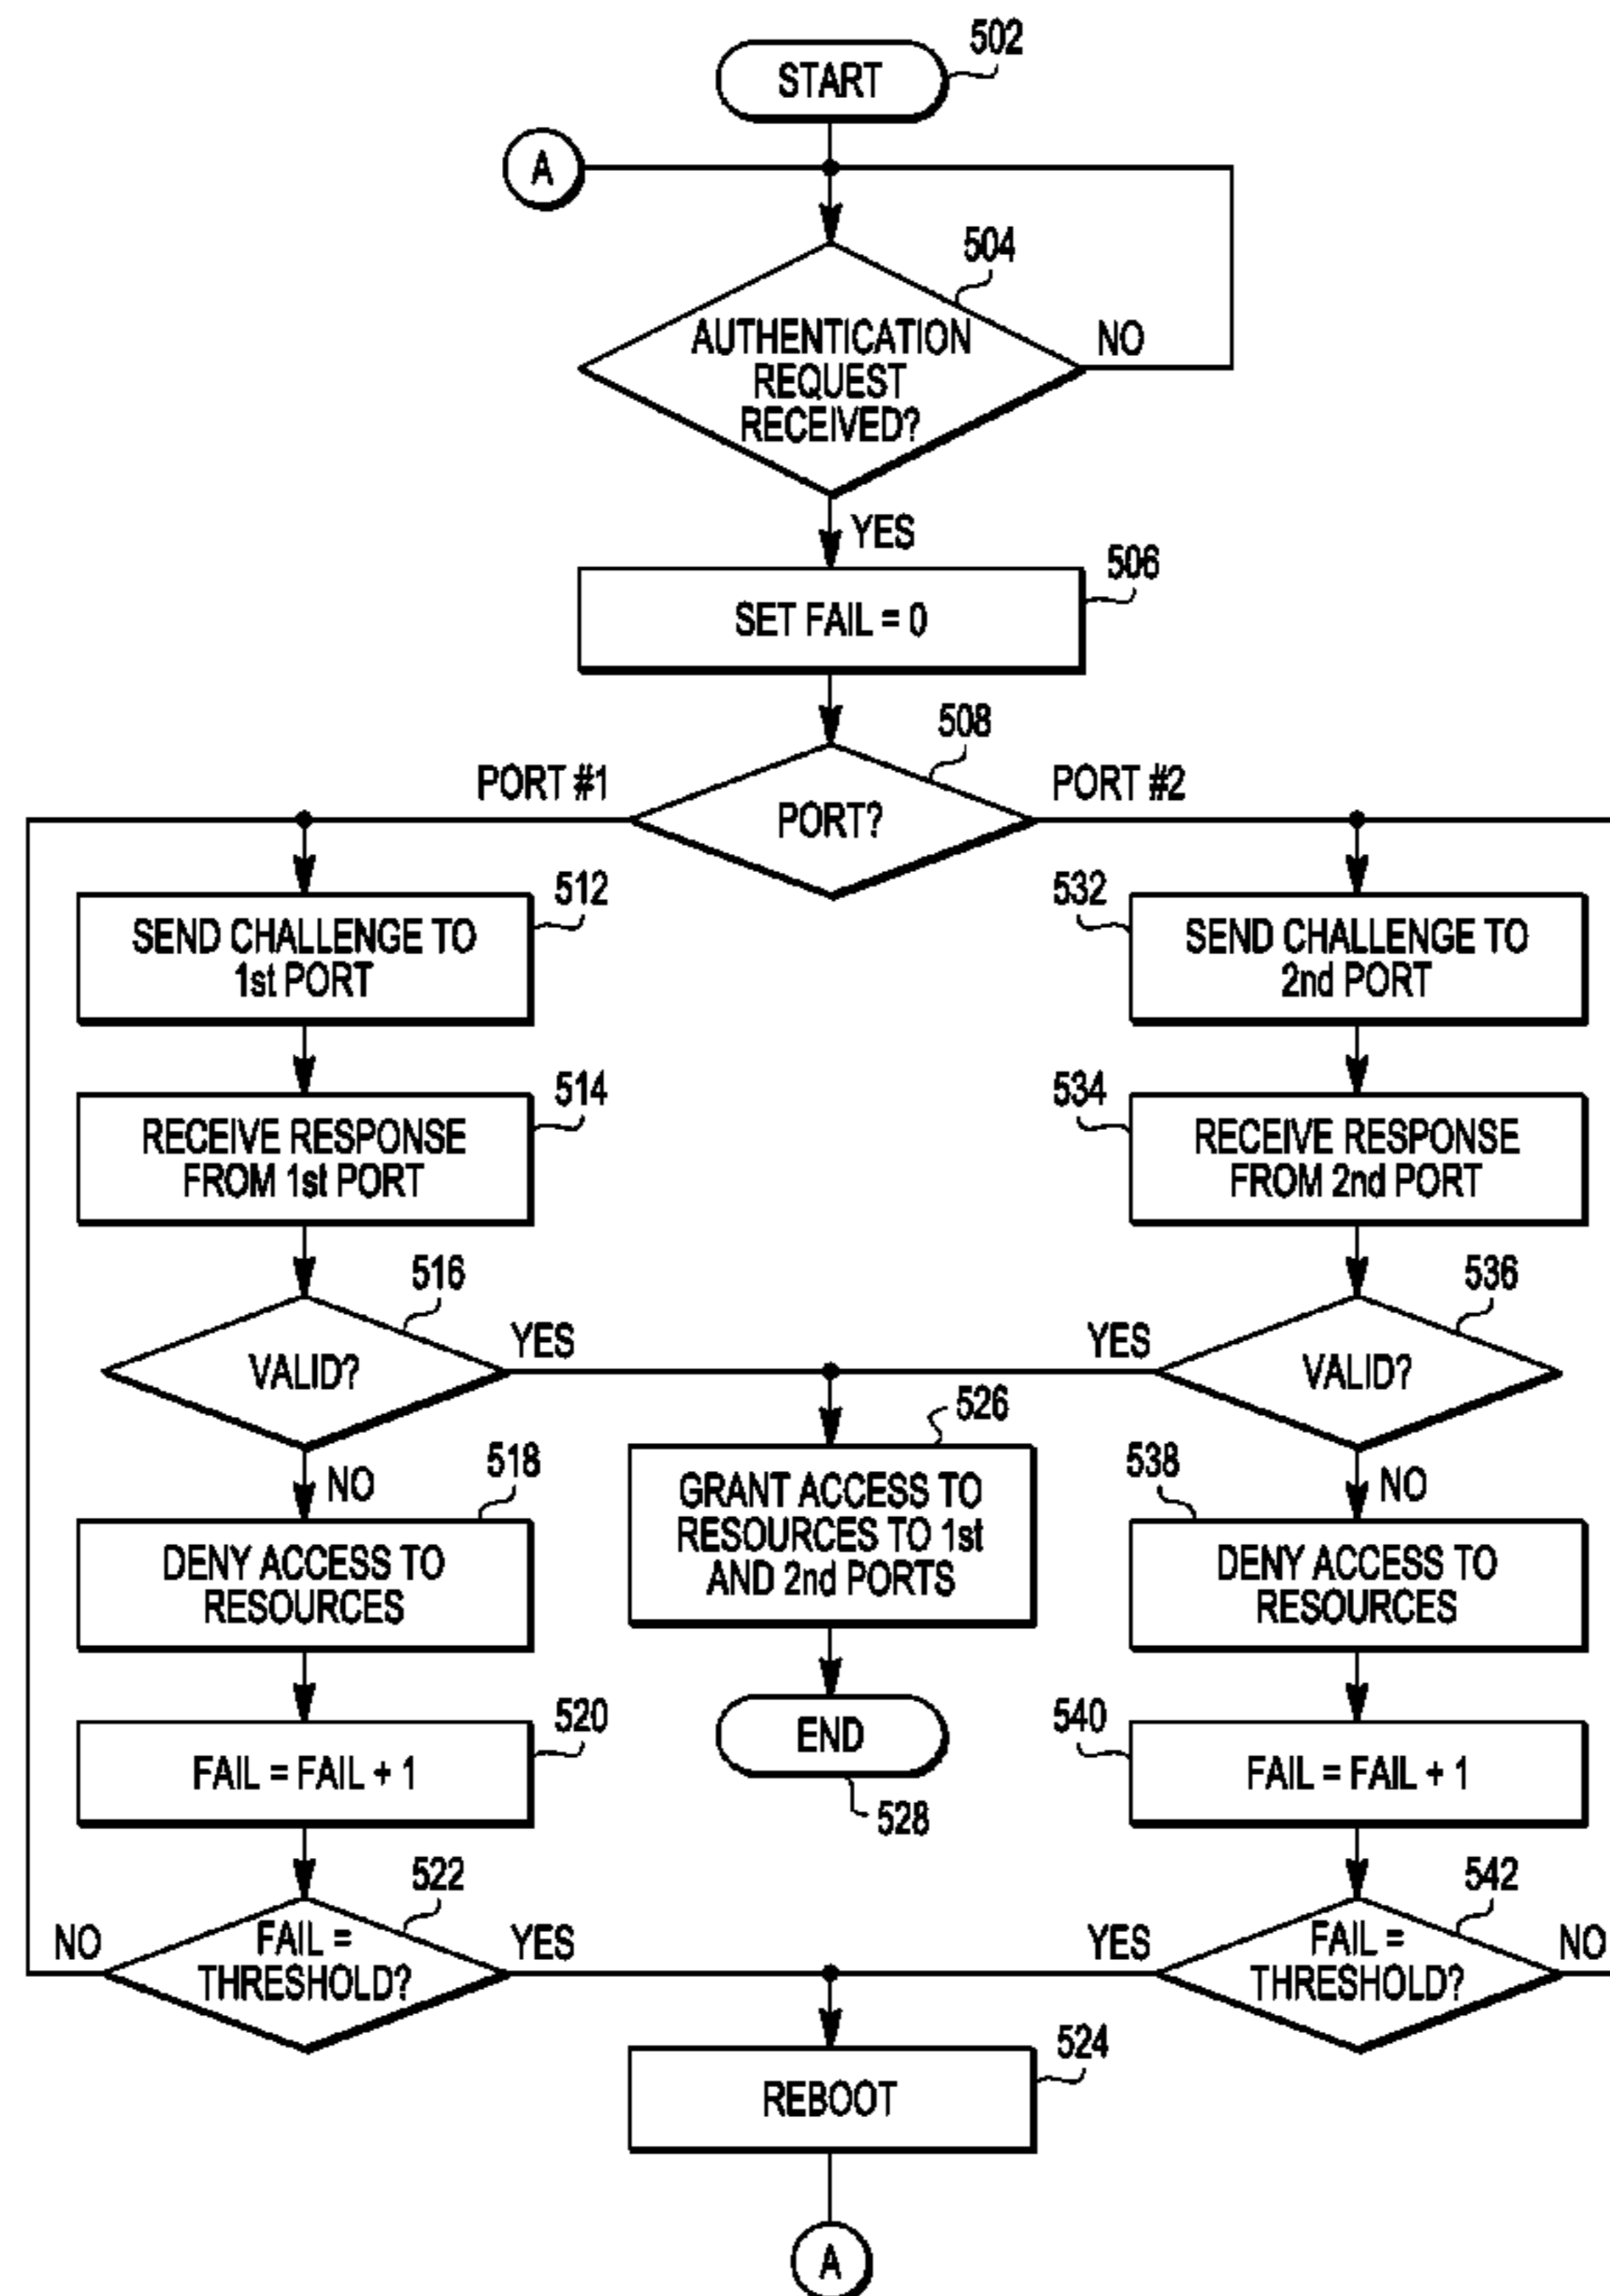 START
502
A
504
AUTHENTICATION
REQUEST
RECEIVED?
NO
YES
506
SET FAIL = 0
508
PORT #1
PORT?
PORT #2
512
SEND CHALLENGE TO
1st PORT
532
SEND CHALLENGE TO
2nd PORT
514
RECEIVE RESPONSE
FROM 1st PORT
534
RECEIVE RESPONSE
FROM 2nd PORT
516
VALID?
YES
536
YES
VALID?
526
GRANT ACCESS TO
RESOURCES TO 1st
AND 2nd PORTS
NO
518
DENY ACCESS TO
RESOURCES
NO
538
DENY ACCESS TO
RESOURCES
520
FAIL = FAIL + 1
END
528
540
FAIL = FAIL + 1
522
NO
FAIL =
THRESHOLD?
YES
542
YES
FAIL =
THRESHOLD?
NO
524
REBOOT
A